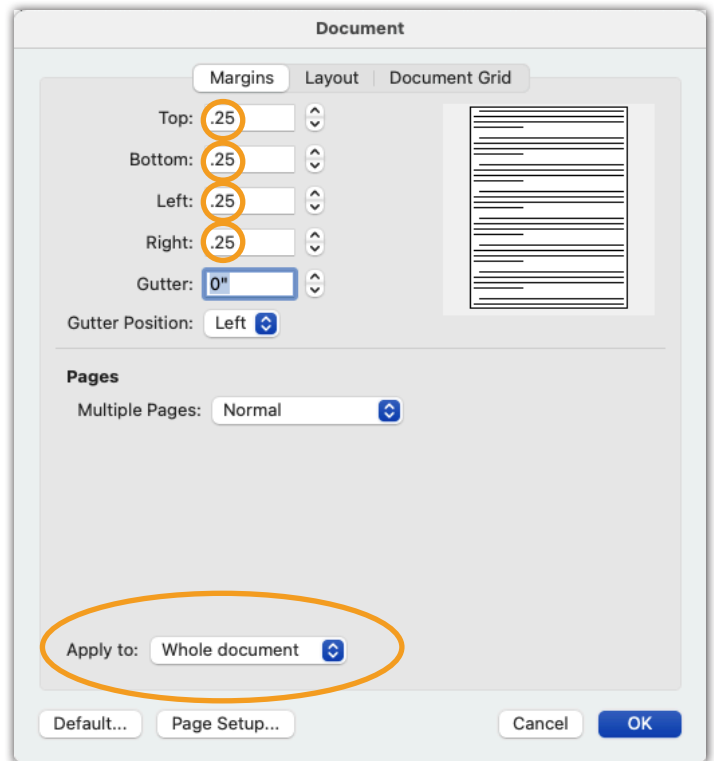 Document
Margins Layout Document Grid
Top: .25
Bottom: .25
Left: .25
Right: .25
Gutter: 0"
Gutter Position: Left
Pages
Multiple Pages: Normal
Apply to: Whole document
Default... Page Setup... Cancel OK